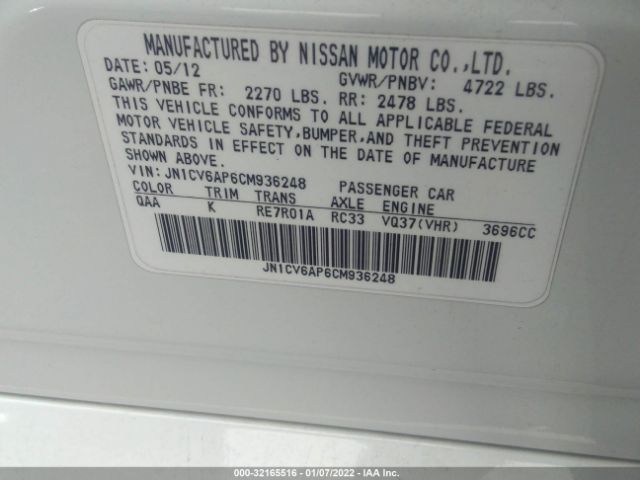 MANUFACTURED BY NISSAN MOTOR CO.,LTD.
DATE: 05/12 GVWR/PNBV: 4722 LBS.
GAWR/PNBE FR: 2270 LBS. RR: 2478 LBS.
THIS VEHICLE CONFORMS TO ALL APPLICABLE FEDERAL
MOTOR VEHICLE SAFETY,BUMPER,AND THEFT PREVENTION
STANDARDS IN EFFECT ON THE DATE OF MANUFACTURE
SHOWN ABOVE.
VIN: JN1CV6AP6CM936248 PASSENGER CAR
COLOR TRIM TRANS AXLE ENGINE
QAA K RE7R01A RC33 VQ37(VHR) 3696CC
JN1CV6AP6CM936248
000-32165516 - 01/07/2022 - IAA Inc.